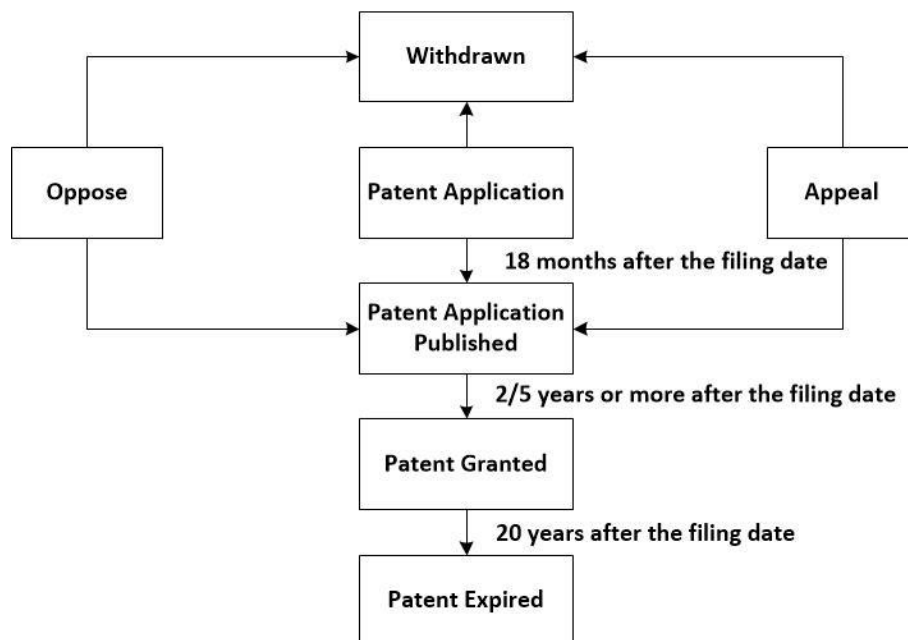 Withdrawn
Oppose
Patent Application
Appeal
18 months after the filing date
Patent Application
Published
2/5 years or more after the filing date
Patent Granted
20 years after the filing date
Patent Expired